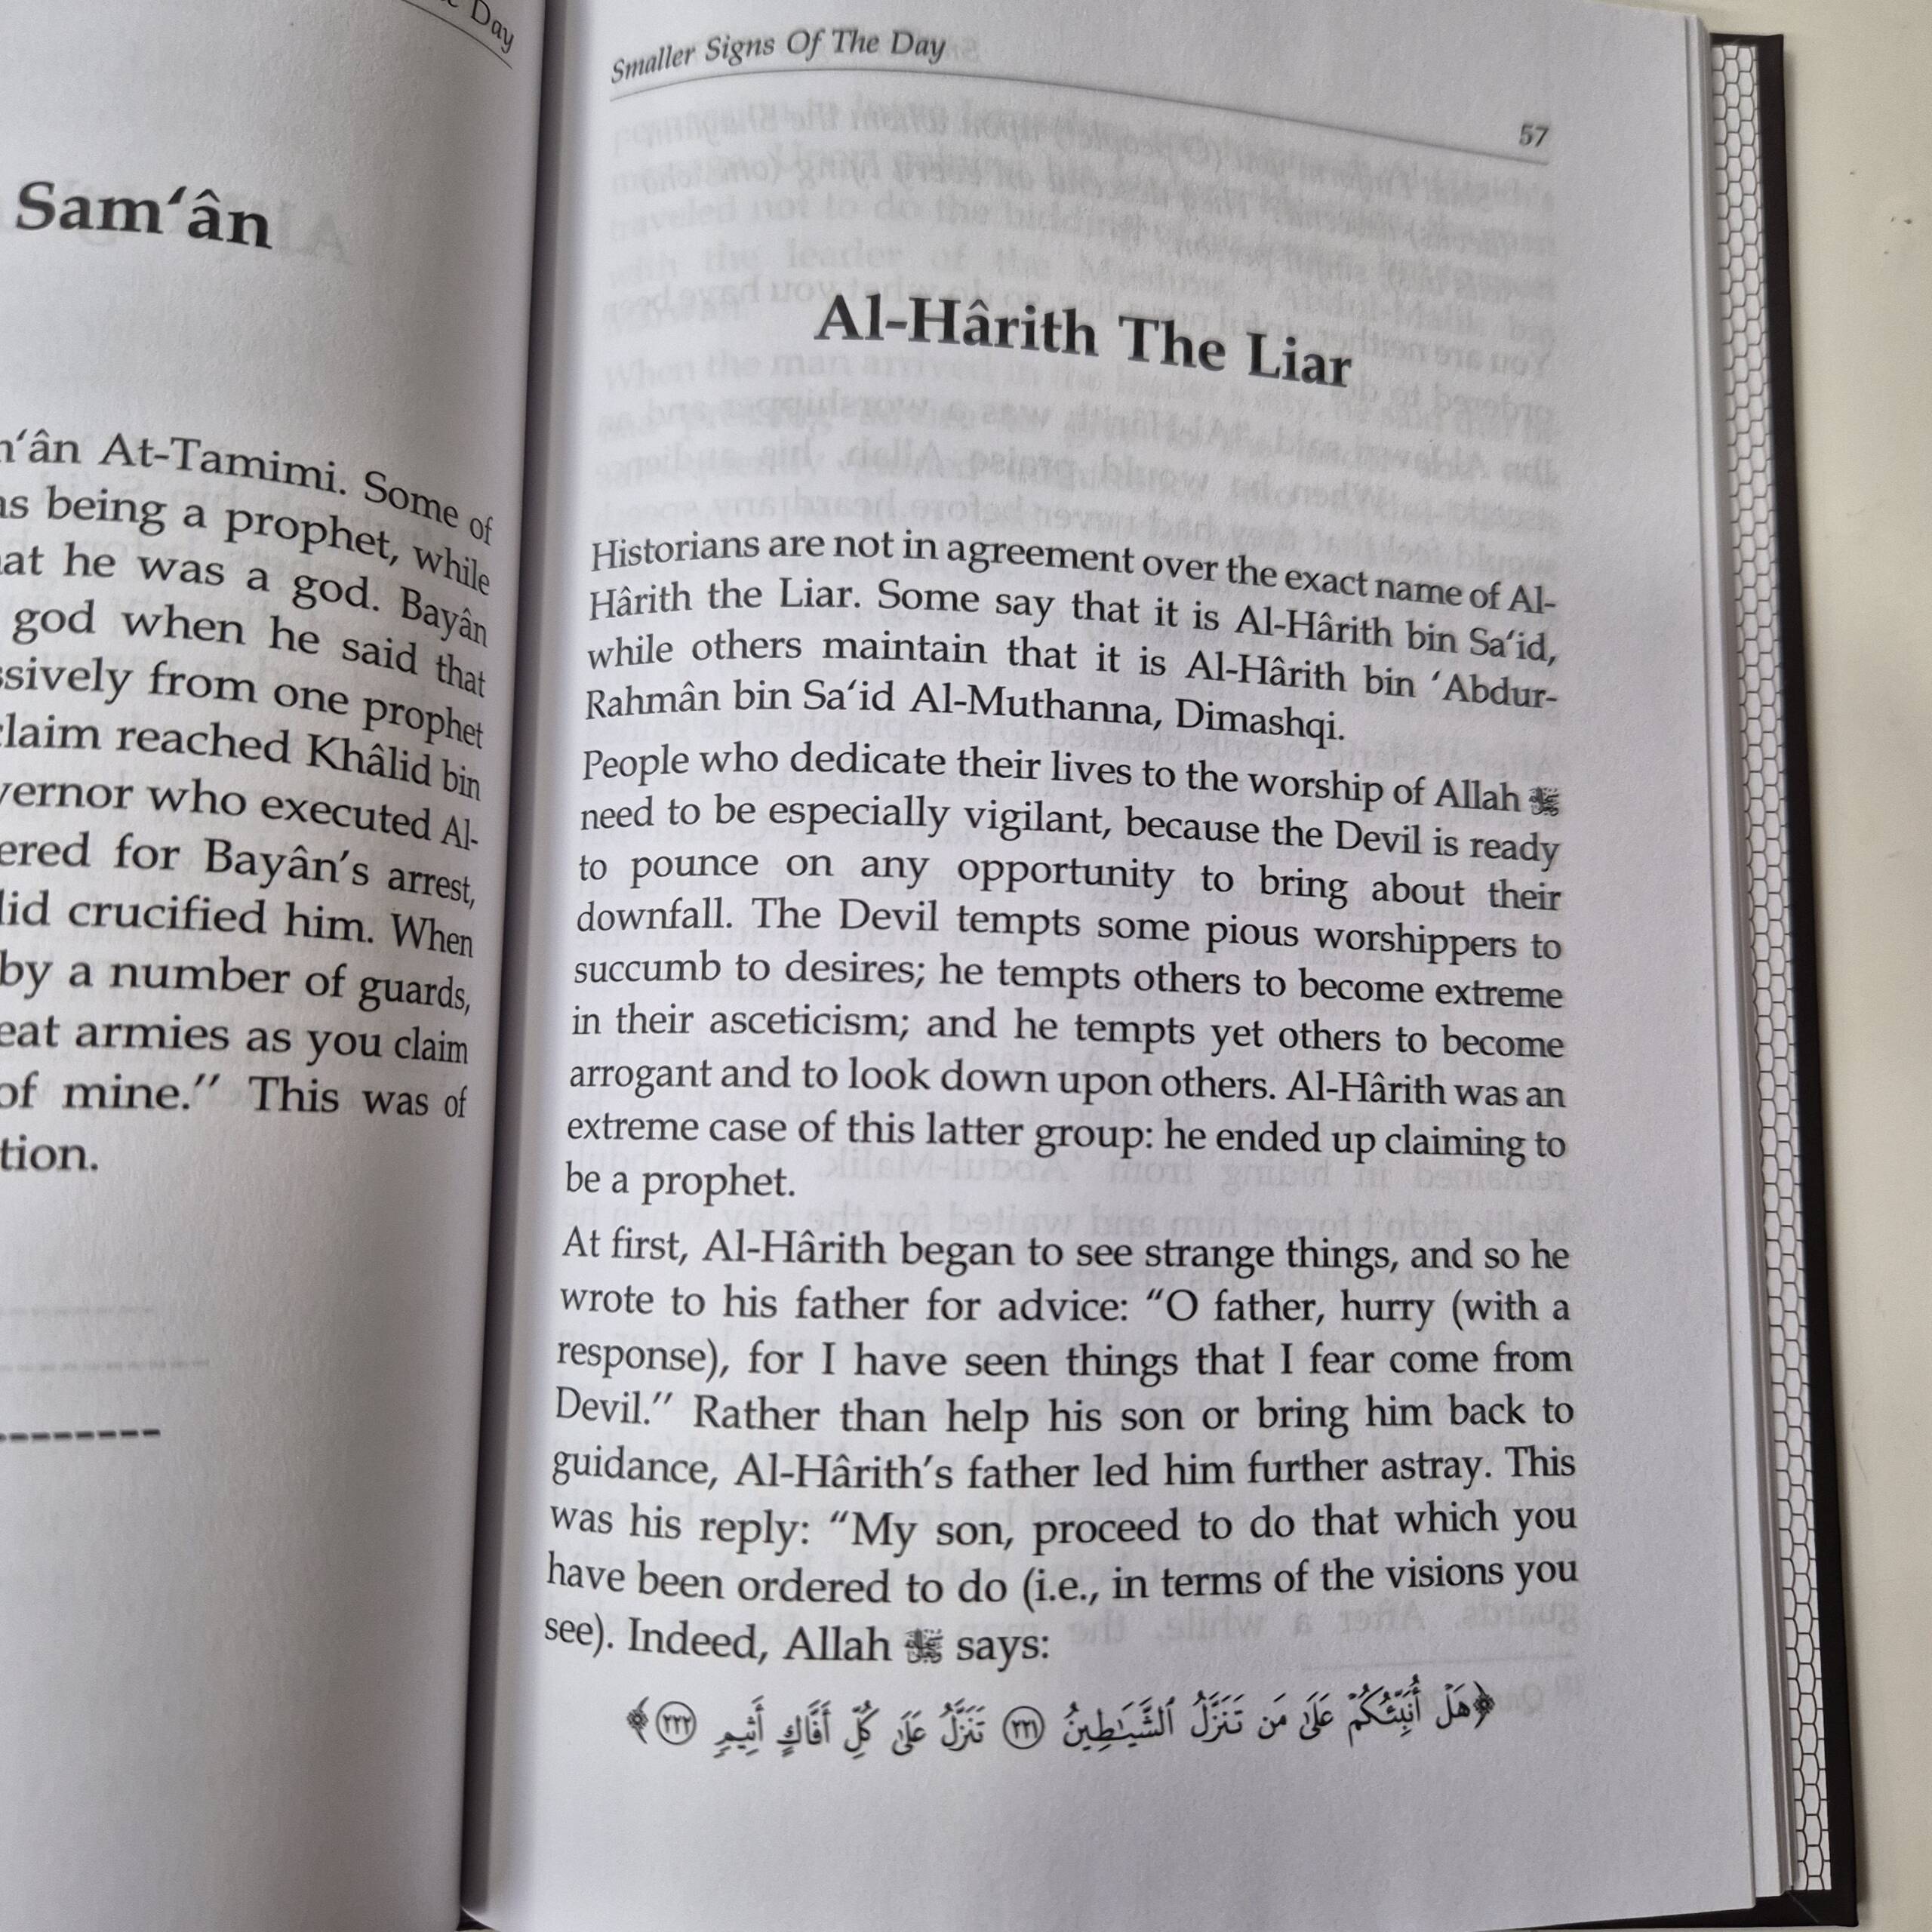 Day
Sam‘ân
‘ân At-Tamimi. Some of
being a prophet, while
he was a god. Bayân
god when he said that
from one prophet
reached Khâlid bin
who executed Al-
for Bayân’s arrest,
crucified him. When
by a number of guards,
armies as you claim
of mine.” This was of
Smaller Signs Of The Day
57
Al-Hârith The Liar
Historians are not in agreement over the exact name of Al-
Hârith the Liar. Some say that it is Al-Hârith bin Sa‘id,
while others maintain that it is Al-Hârith bin ‘Abdur-
Rahmân bin Sa‘id Al-Muthanna, Dimashqi.
People who dedicate their lives to the worship of Allah ﷻ
need to be especially vigilant, because the Devil is ready
to pounce on any opportunity to bring about their
downfall. The Devil tempts some pious worshippers to
succumb to desires; he tempts others to become extreme
in their asceticism; and he tempts yet others to become
arrogant and to look down upon others. Al-Hârith was an
extreme case of this latter group: he ended up claiming to
be a prophet.
At first, Al-Hârith began to see strange things, and so he
wrote to his father for advice: “O father, hurry (with a
response), for I have seen things that I fear come from
Devil.” Rather than help his son or bring him back to
guidance, Al-Hârith’s father led him further astray. This
was his reply: “My son, proceed to do that which you
have been ordered to do (i.e., in terms of the visions you
see). Indeed, Allah ﷻ says:
﴿هَلْ أُنَبِّئُكُمْ عَلَىٰ مَن تَنَزَّلُ ٱلشَّيَـٰطِينُ ٢٢١ تَنَزَّلُ عَلَىٰ كُلِّ أَفَّاكٍ أَثِيمٍ ٢٢٢﴾